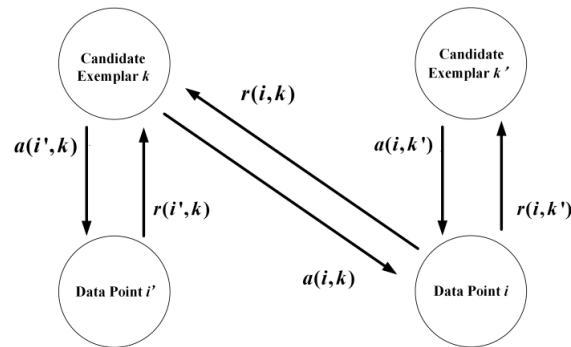 Candidate
Exemplar k
Candidate
Exemplar k'
r(i,k)
a(i',k)
a(i,k')
r(i',k)
r(i,k')
a(i,k)
Data Point i'
Data Point i